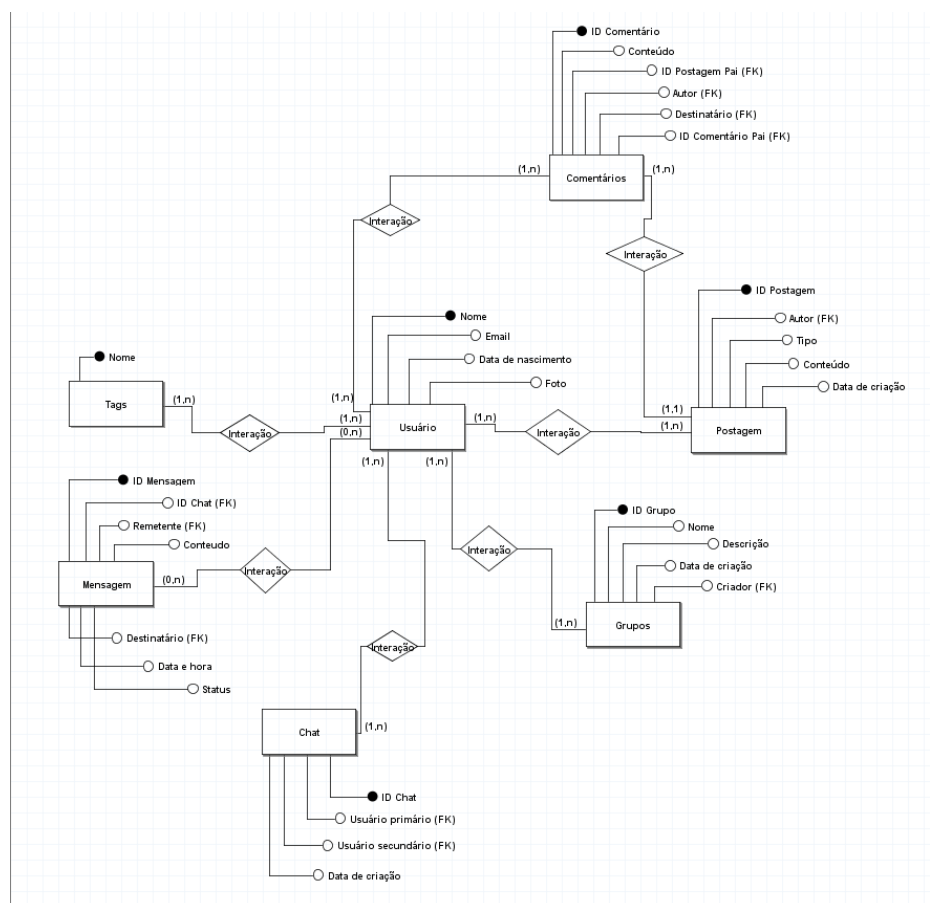 ID Comentário
Conteúdo
ID Postagem Pai (FK)
Autor (FK)
Destinatário (FK)
ID Comentário Pai (FK)
(1,n)
Comentários
(1,n)
Interação
Interação
ID Postagem
Autor (FK)
Tipo
Conteúdo
Data de criação
(1,1)
(1,n)
Postagem
Nome
Email
Data de nascimento
Foto
(1,n)
(1,n)
(0,n)
Usuário
(1,n)
(1,n)
(1,n)
Interação
Nome
Tags
(1,n)
Interação
ID Mensagem
ID Chat (FK)
Remetente (FK)
Conteudo
Mensagem
(0,n)
Interação
Destinatário (FK)
Data e hora
Status
Interação
ID Grupo
Nome
Descrição
Data de criação
Criador (FK)
(1,n)
Grupos
Interação
Chat
(1,n)
ID Chat
Usuário primário (FK)
Usuário secundário (FK)
Data de criação